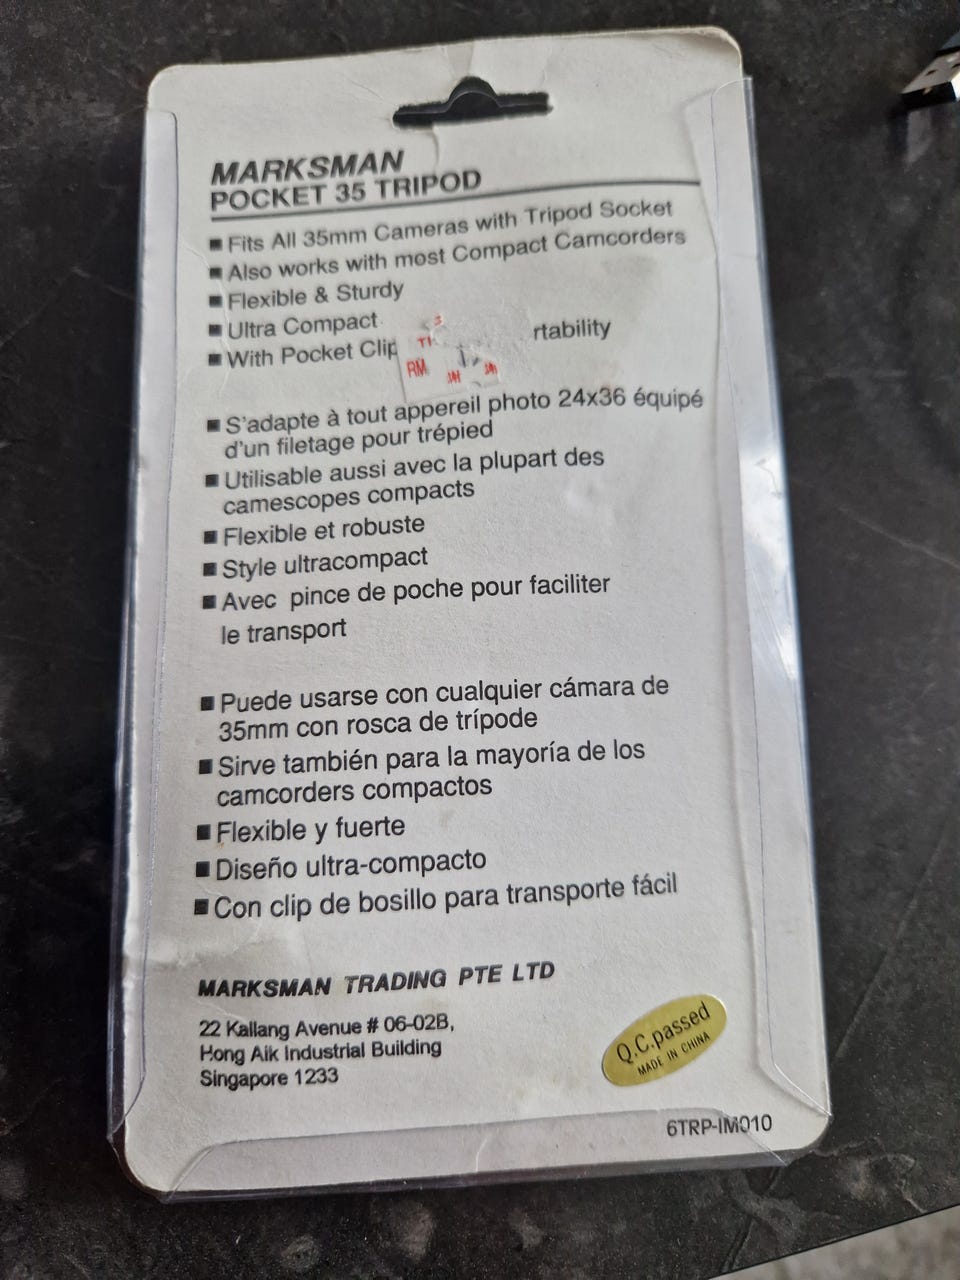 MARKSMAN
POCKET 35 TRIPOD
■ Fits All 35mm Cameras with Tripod Socket
■ Also works with most Compact Camcorders
■ Flexible & Sturdy
■ Ultra Compact
■ With Pocket Clip rtability
RM
■ S'adapte à tout appereil photo 24x36 équipé
d'un filetage pour trépied
■ Utilisable aussi avec la plupart des
camescopes compacts
■ Flexible et robuste
■ Style ultracompact
■ Avec pince de poche pour faciliter
le transport
■ Puede usarse con cualquier cámara de
35mm con rosca de trípode
■ Sirve también para la mayoría de los
camcorders compactos
■ Flexible y fuerte
■ Diseño ultra-compacto
■ Con clip de bosillo para transporte fácil
MARKSMAN TRADING PTE LTD
22 Kallang Avenue # 06-02B,
Hong Aik Industrial Building
Singapore 1233
Q.C.passed
MADE IN CHINA
6TRP-IM010